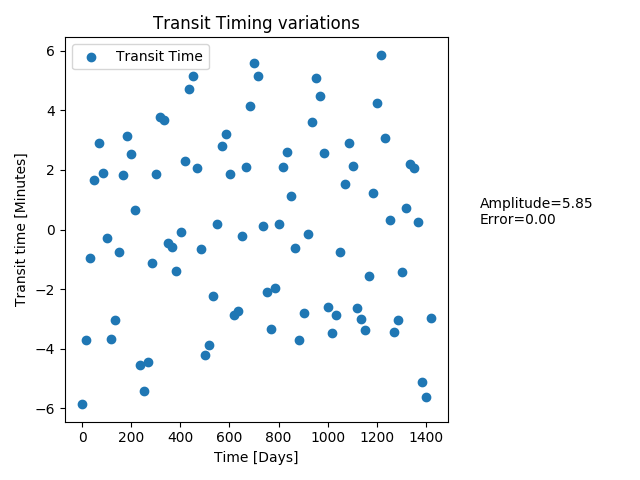 Transit Timing variations
Transit Time
Transit time [Minutes]
6
4
2
0
−2
−4
−6
0 200 400 600 800 1000 1200 1400
Time [Days]
Amplitude=5.85
Error=0.00